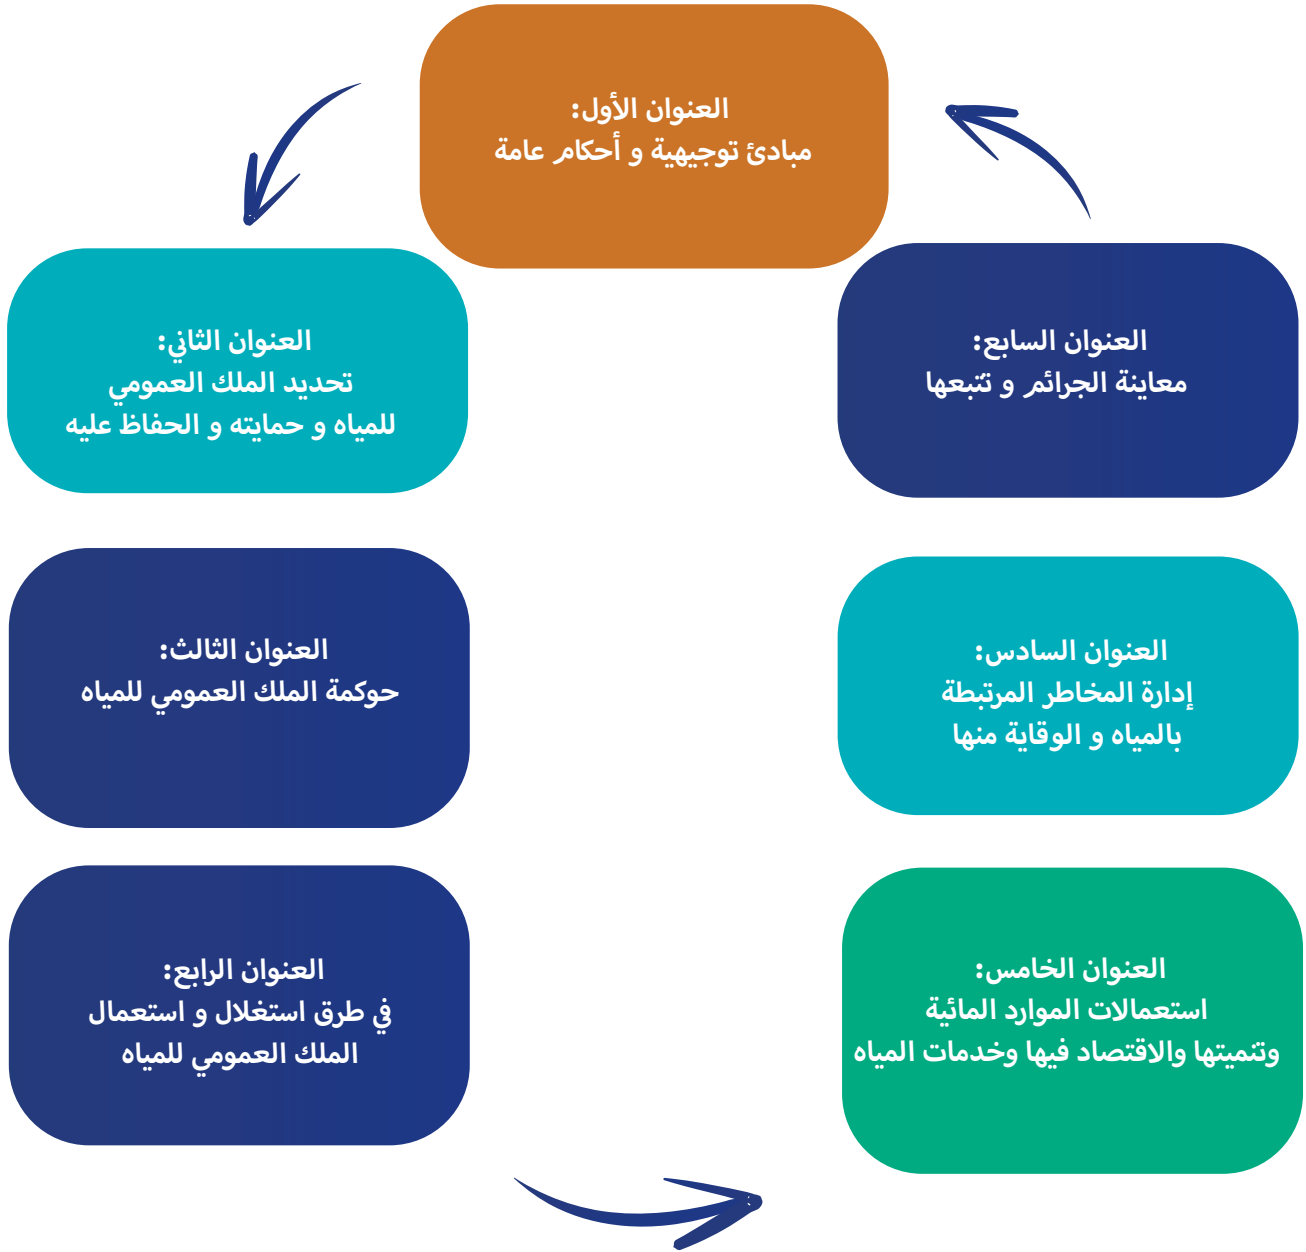 العنوان الأول:
مبادئ توجيهية و أحكام عامة
العنوان الثاني:
تحديد الملك العمومي
للمياه و حمايته و الحفاظ عليه
العنوان الثالث:
حوكمة الملك العمومي للمياه
العنوان الرابع:
في طرق استغلال و استعمال
الملك العمومي للمياه
العنوان الخامس:
استعمالات الموارد المائية
وتنميتها والاقتصاد فيها وخدمات المياه
العنوان السادس:
إدارة المخاطر المرتبطة
بالمياه و الوقاية منها
العنوان السابع:
معاينة الجرائم و تتبعها